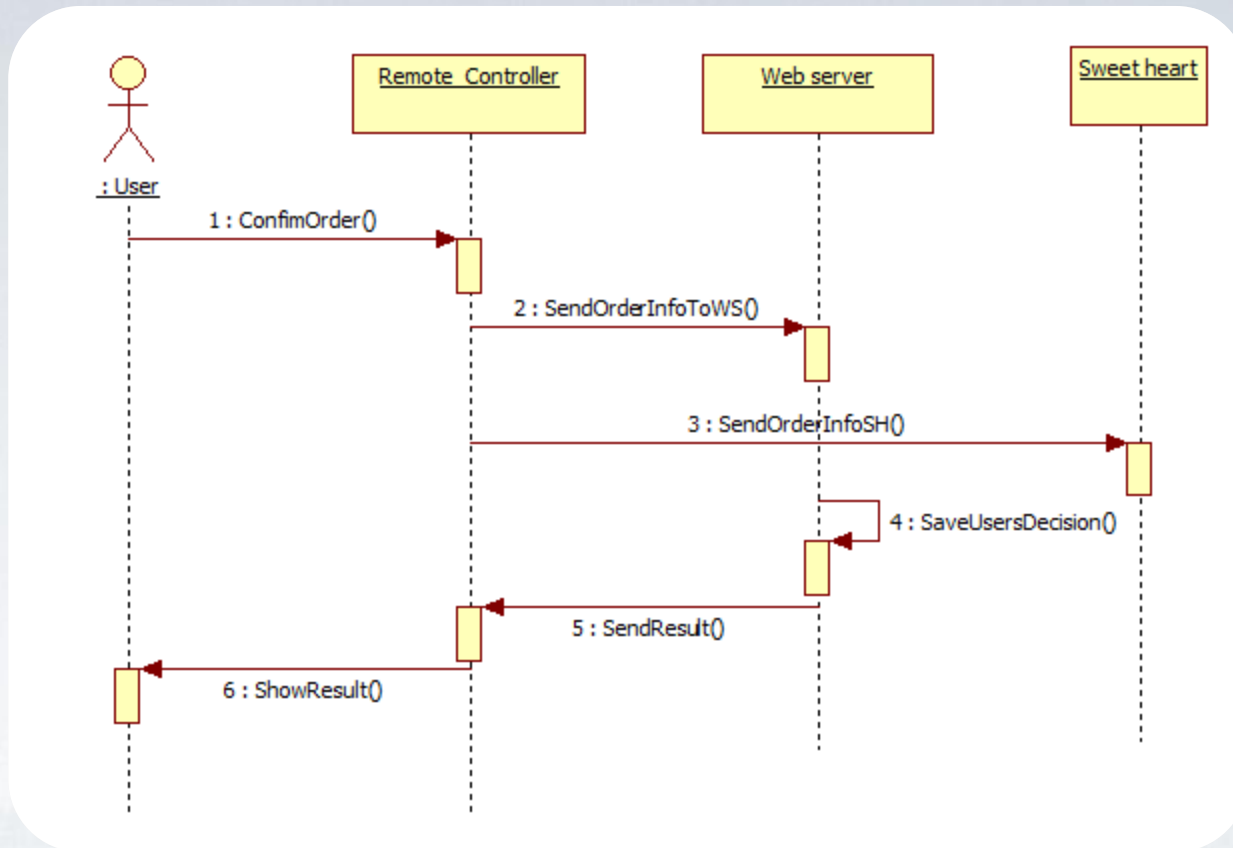 Remote_Controller
Web server
Sweet heart
: User
1 : ConfimOrder()
2 : SendOrderInfoToWS()
3 : SendOrderInfoSH()
4 : SaveUsersDecision()
5 : SendResult()
6 : ShowResult()